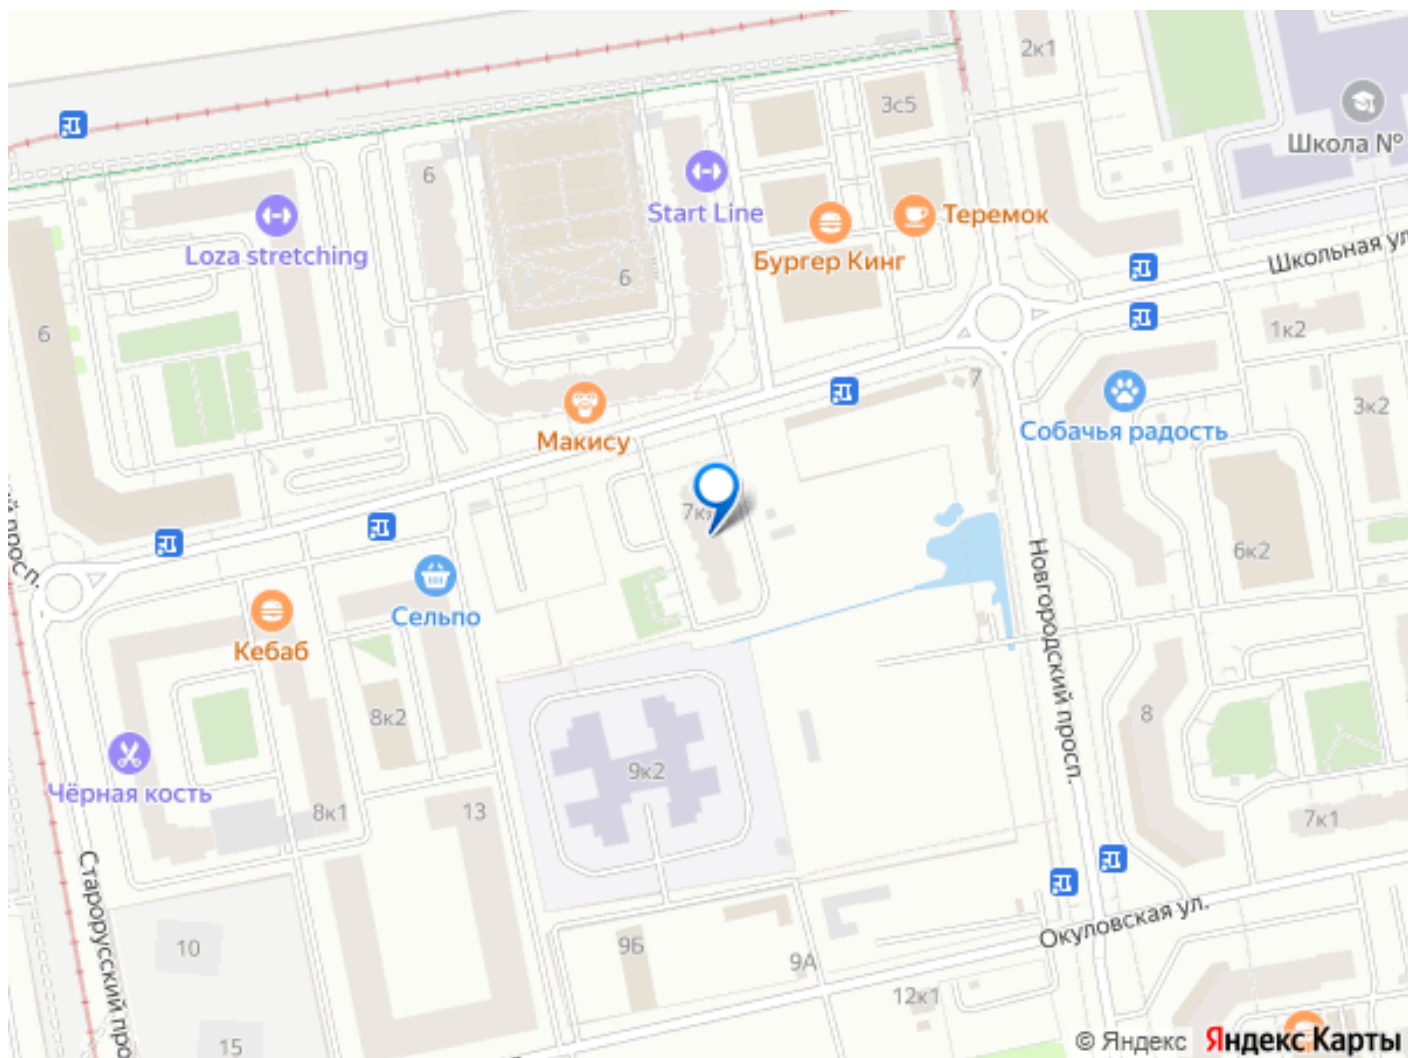 2к1
3с5
Школа №
6
Start Line
Теремок
Loza stretching
Бургер Кинг
Школьная ул
6
6
1к2
7
3к2
Собачья радость
Макису
7к
6к2
й просп.
Сельпо
Кебаб
Новгородский просп.
8к2
8
9к2
Чёрная кость
8к1
13
7к1
Старорусский про
Окуловская ул.
10
9Б
9А
12к1
15
© Яндекс Яндекс Карты